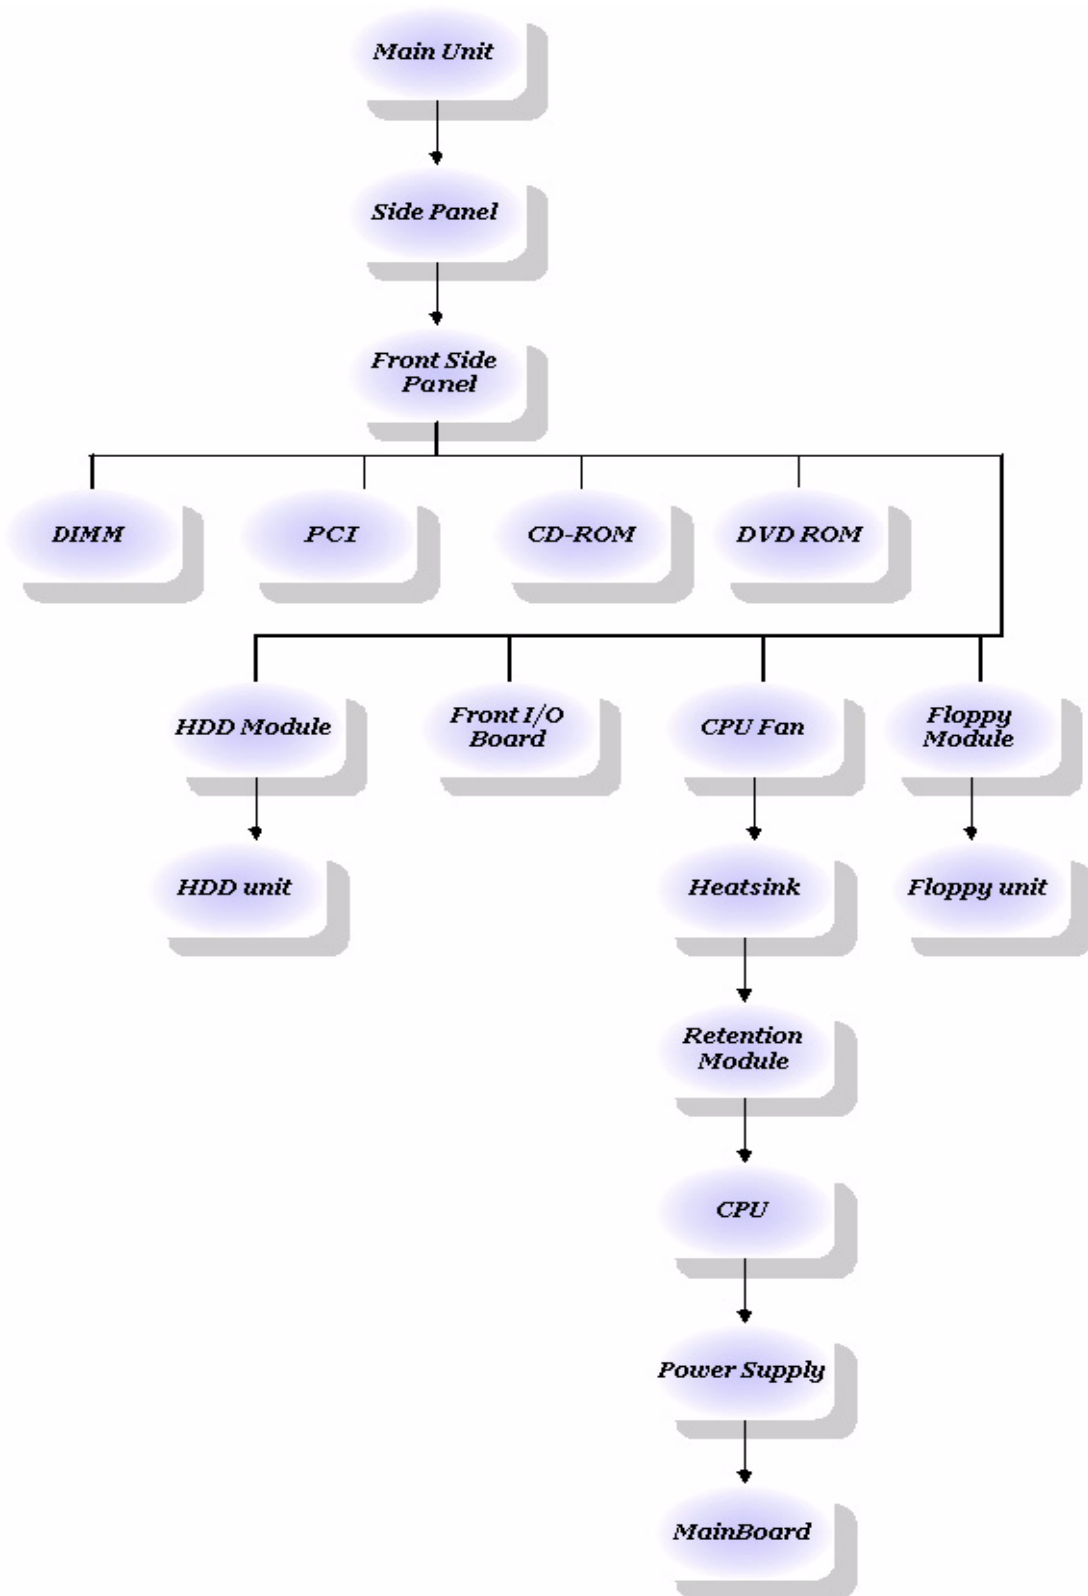 Main Unit
Side Panel
Front Side
Panel
DIMM
PCI
CD-ROM
DVD ROM
HDD Module
Front I/O
Board
CPU Fan
Floppy
Module
HDD unit
Heatsink
Floppy unit
Retention
Module
CPU
Power Supply
MainBoard